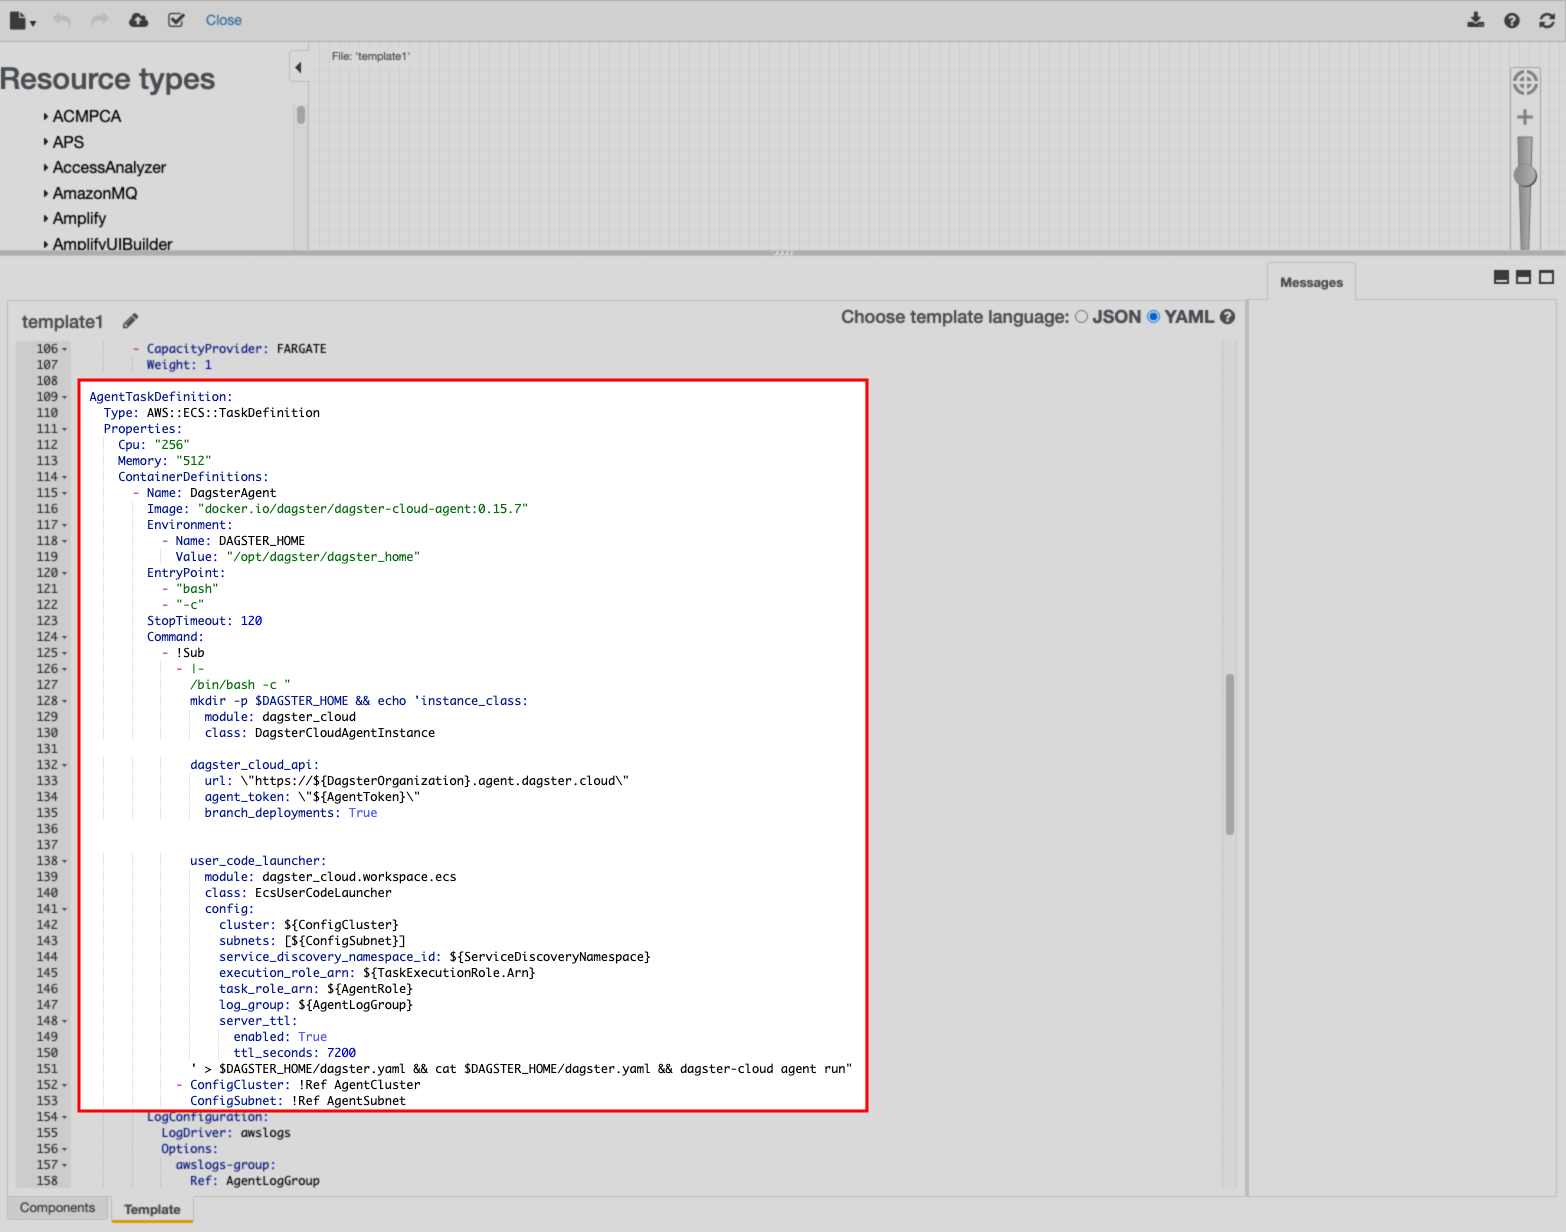 Close
File: 'template1'
Resource types
ACMPCA
APS
AccessAnalyzer
AmazonMQ
Amplify
AmplifyUIBuilder
Messages
template1
Choose template language: JSON YAML
106 - CapacityProvider: FARGATE
107 Weight: 1
108
109 AgentTaskDefinition:
110 Type: AWS::ECS::TaskDefinition
111 Properties:
112 Cpu: "256"
113 Memory: "512"
114 ContainerDefinitions:
115 - Name: DagsterAgent
116 Image: "docker.io/dagster/dagster-cloud-agent:0.15.7"
117 Environment:
118 - Name: DAGSTER_HOME
119 Value: "/opt/dagster/dagster_home"
120 EntryPoint:
121 - "bash"
122 - "-c"
123 StopTimeout: 120
124 Command:
125 - !Sub
126 - |-
127 /bin/bash -c "
128 mkdir -p $DAGSTER_HOME && echo 'instance_class:
129 module: dagster_cloud
130 class: DagsterCloudAgentInstance
131
132 dagster_cloud_api:
133 url: \"https://${DagsterOrganization}.agent.dagster.cloud\"
134 agent_token: \"${AgentToken}\"
135 branch_deployments: True
136
137
138 user_code_launcher:
139 module: dagster_cloud.workspace.ecs
140 class: EcsUserCodeLauncher
141 config:
142 cluster: ${ConfigCluster}
143 subnets: [${ConfigSubnet}]
144 service_discovery_namespace_id: ${ServiceDiscoveryNamespace}
145 execution_role_arn: ${TaskExecutionRole.Arn}
146 task_role_arn: ${AgentRole}
147 log_group: ${AgentLogGroup}
148 server_ttl:
149 enabled: True
150 ttl_seconds: 7200
151 ' > $DAGSTER_HOME/dagster.yaml && cat $DAGSTER_HOME/dagster.yaml && dagster-cloud agent run"
152 - ConfigCluster: !Ref AgentCluster
153 ConfigSubnet: !Ref AgentSubnet
154 LogConfiguration:
155 LogDriver: awslogs
156 Options:
157 awslogs-group:
158 Ref: AgentLogGroup
Components
Template